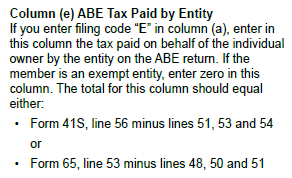 Column (e) ABE Tax Paid by Entity
If you enter filing code “E” in column (a), enter in
this column the tax paid on behalf of the individual
owner by the entity on the ABE return. If the
member is an exempt entity, enter zero in this
column. The total for this column should equal
either:
• Form 41S, line 56 minus lines 51, 53 and 54
or
• Form 65, line 53 minus lines 48, 50 and 51